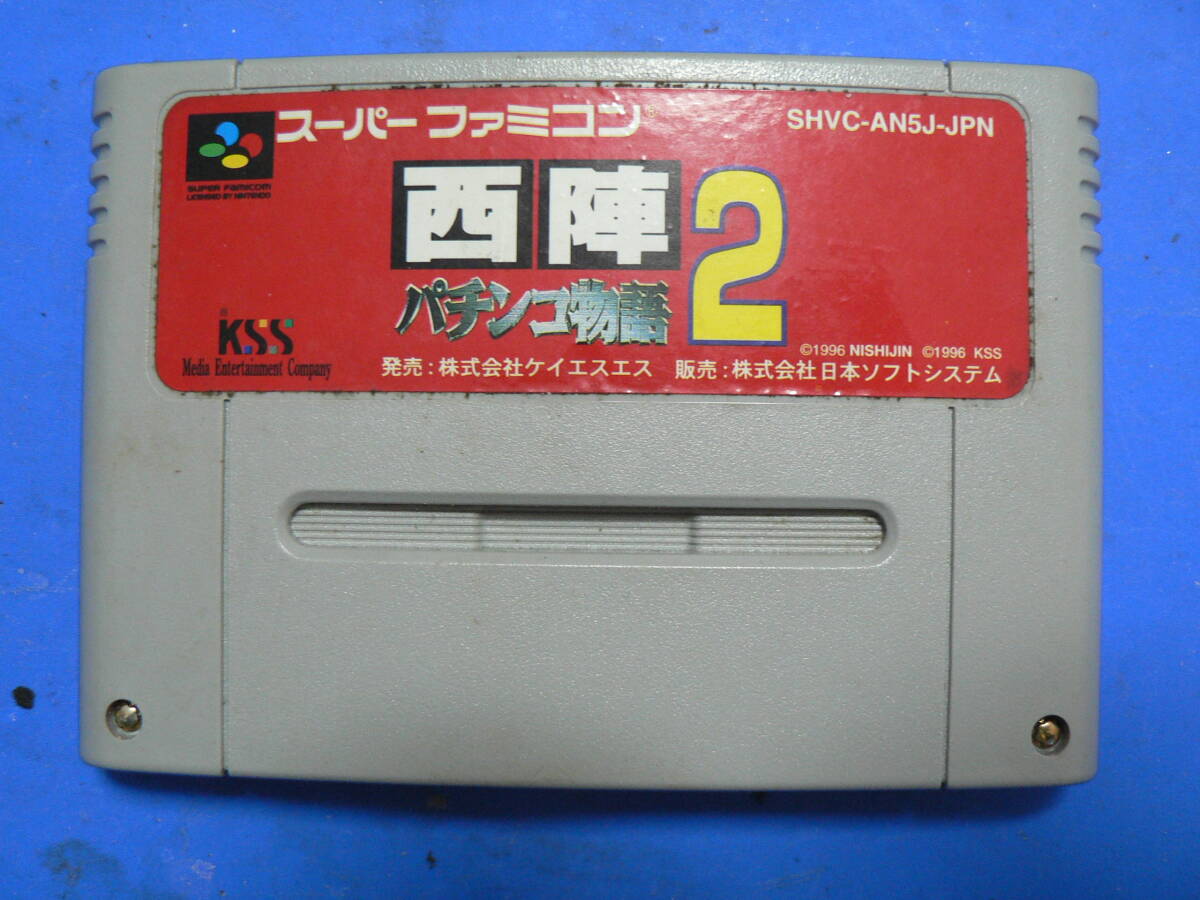 スーパーファミコン®
SHVC-AN5J-JPN
SUPER FAMICOM
LICENSED BY NINTENDO
西陣
パチンコ物語
2
KSS
Media Entertainment Company
©1996 NISHIJIN ©1996 KSS
発売:株式会社ケイエスエス 販売:株式会社日本ソフトシステム